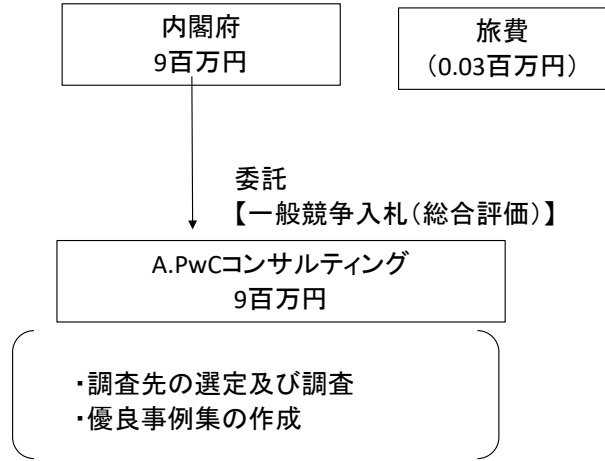 内閣府
9百万円
旅費
（0.03百万円）
委託
【一般競争入札（総合評価）】
A.PwCコンサルティング
9百万円
・調査先の選定及び調査
・優良事例集の作成